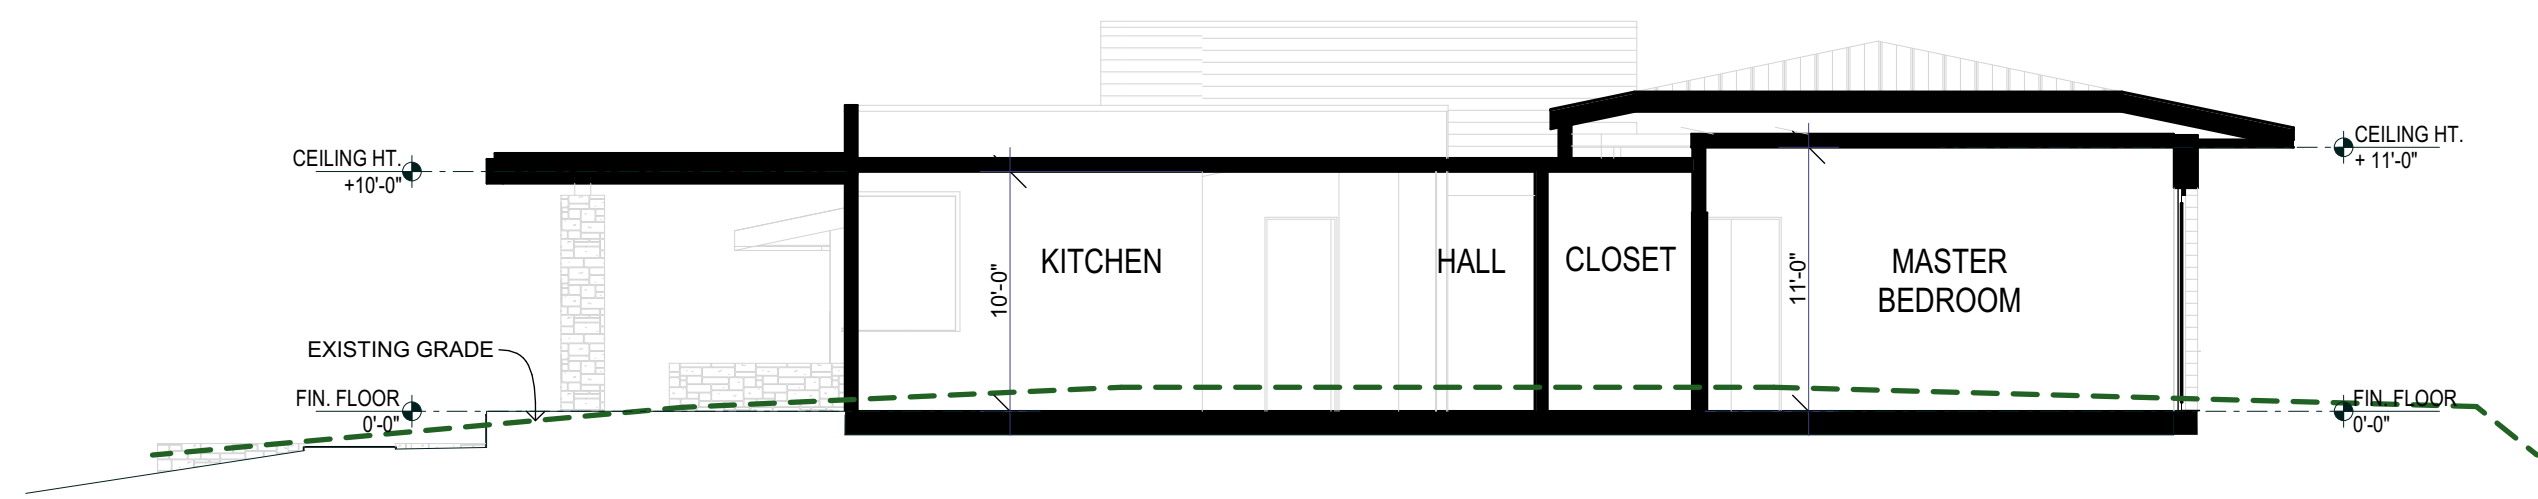 CEILING HT.
+10'-0"
CEILING HT.
+ 11'-0"
KITCHEN
HALL
CLOSET
MASTER
BEDROOM
10'-0"
11'-0"
EXISTING GRADE
FIN. FLOOR
0'-0"
FIN. FLOOR
0'-0"